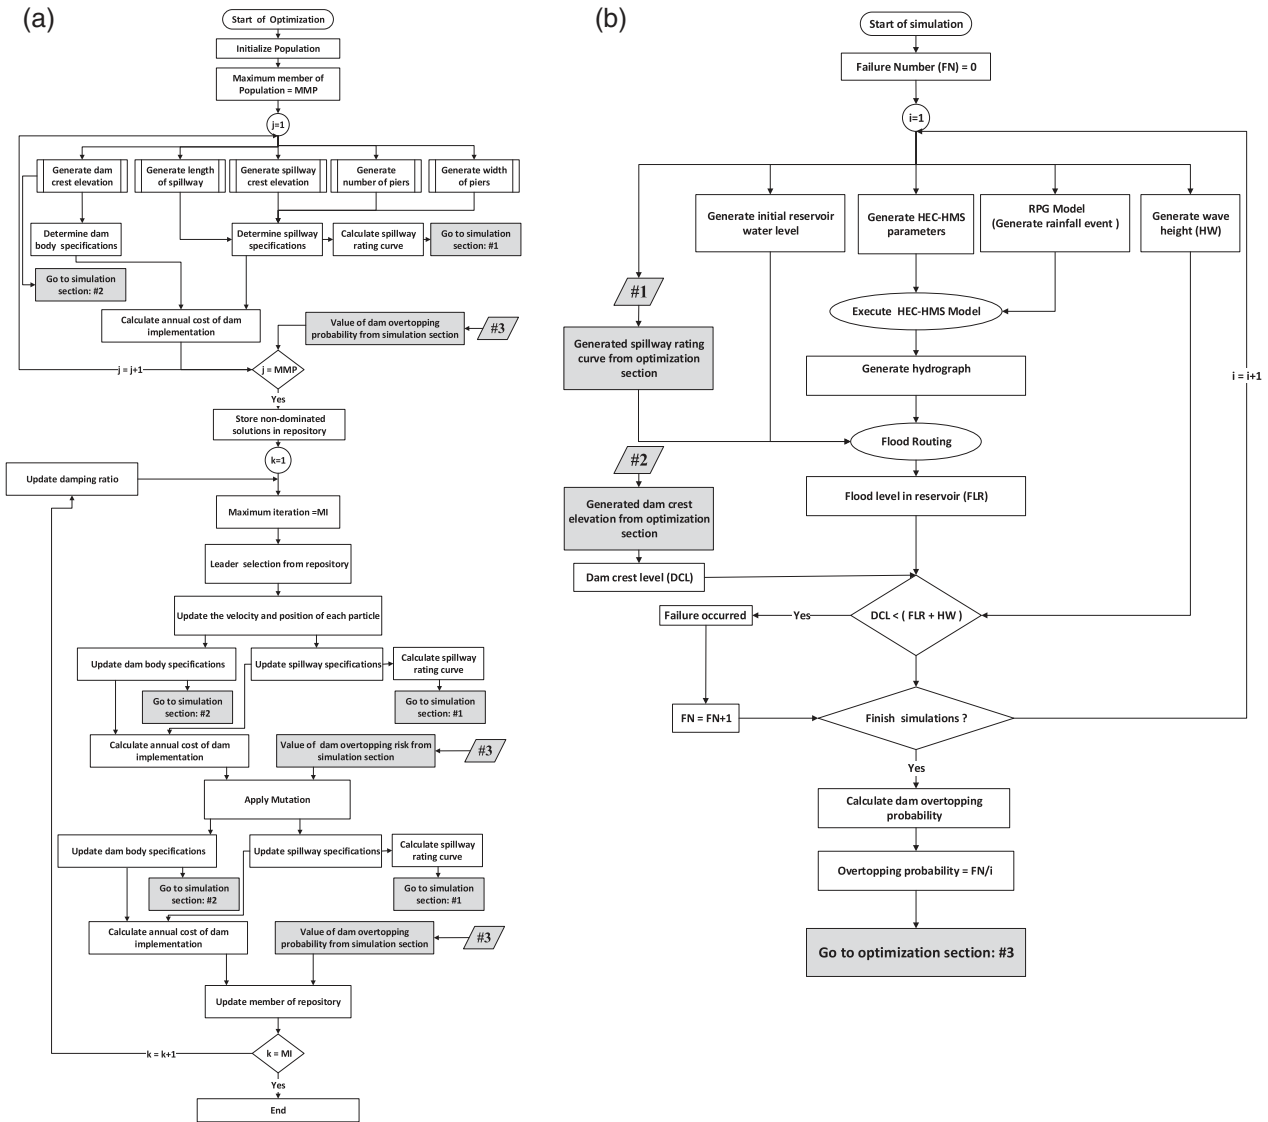 (a)
Start of Optimization
Initialize Population
Maximum member of
Population = MMP
j=1
Generate dam
crest elevation
Generate length
of spillway
Generate spillway
crest elevation
Generate
number of piers
Generate width
of piers
Determine dam
body specifications
Determine spillway
specifications
Calculate spillway
rating curve
Go to simulation
section: #1
Go to simulation
section: #2
Calculate annual cost of dam
implementation
Value of dam overtopping
probability from simulation section
#3
j = j+1
j = MMP
Yes
Store non-dominated
solutions in repository
k=1
Update damping ratio
Maximum iteration =MI
Leader selection from repository
Update the velocity and position of each particle
Update dam body specifications
Update spillway specifications
Calculate spillway
rating curve
Go to simulation
section: #2
Go to simulation
section: #1
Calculate annual cost of dam
implementation
Value of dam overtopping risk from
simulation section
#3
Apply Mutation
Update dam body specifications
Update spillway specifications
Calculate spillway
rating curve
Go to simulation
section: #2
Go to simulation
section: #1
Calculate annual cost of dam
implementation
Value of dam overtopping
probability from simulation section
#3
Update member of repository
k = k+1
k = MI
Yes
End
(b)
Start of simulation
Failure Number (FN) = 0
i=1
Generate initial reservoir
water level
Generate HEC-HMS
parameters
RPG Model
(Generate rainfall event )
Generate wave
height (HW)
#1
Execute HEC-HMS Model
Generated spillway rating
curve from optimization
section
Generate hydrograph
i = i+1
Flood Routing
#2
Generated dam crest
elevation from optimization
section
Flood level in reservoir (FLR)
Dam crest level (DCL)
Failure occurred
Yes
DCL < ( FLR + HW )
FN = FN+1
Finish simulations ?
Yes
Calculate dam overtopping
probability
Overtopping probability = FN/i
Go to optimization section: #3